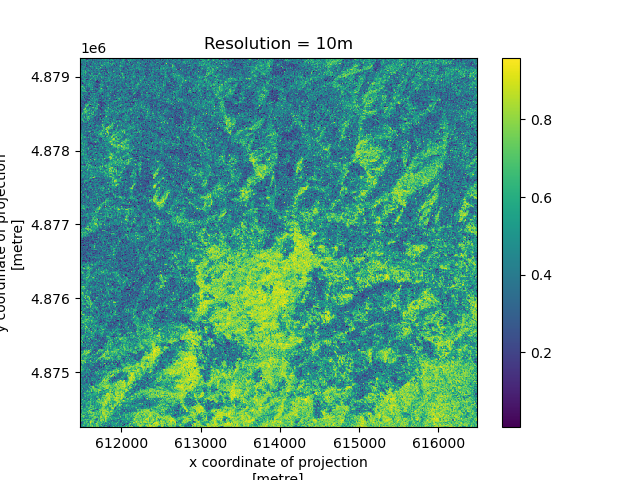 Resolution = 10m
1e6
4.879
4.878
4.877
4.876
4.875
y coordinate of projection
[metre]
612000 613000 614000 615000 616000
x coordinate of projection
[metre]
0.8
0.6
0.4
0.2